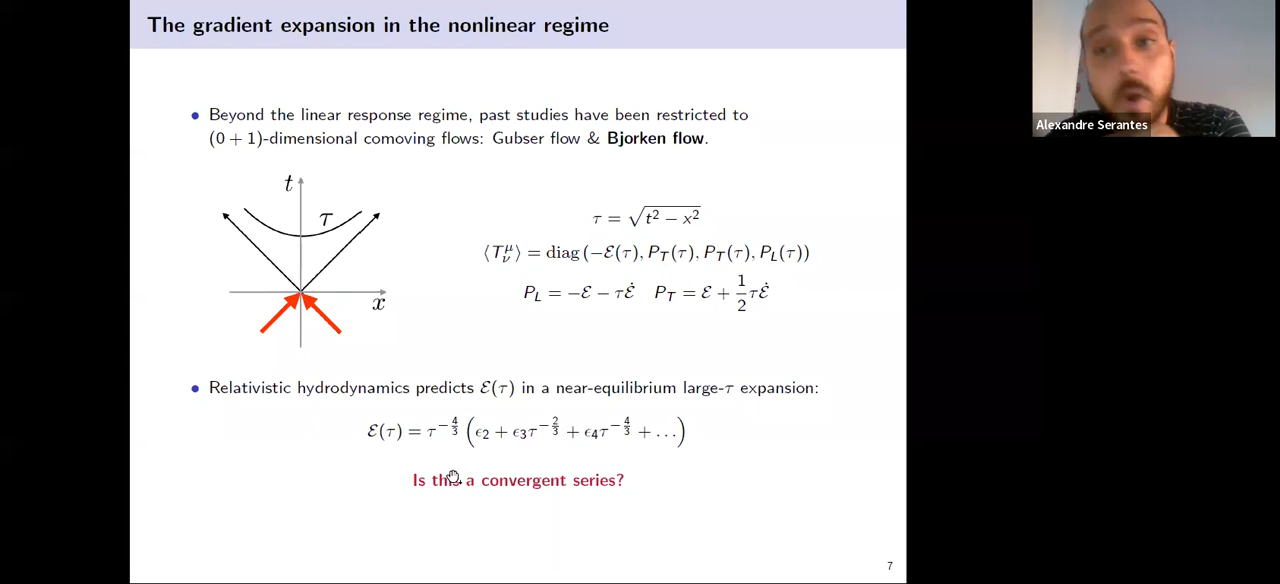 The gradient expansion in the nonlinear regime
• Beyond the linear response regime, past studies have been restricted to
(0 + 1)-dimensional comoving flows: Gubser flow & Bjorken flow.
t
τ
x
τ = √(t² − x²)
⟨T^μ_ν⟩ = diag (−ℰ(τ), P_T(τ), P_T(τ), P_L(τ))
P_L = −ℰ − τℰ̇   P_T = ℰ + 1/2 τℰ̇
• Relativistic hydrodynamics predicts ℰ(τ) in a near-equilibrium large-τ expansion:
ℰ(τ) = τ^(−4/3) (ϵ₂ + ϵ₃τ^(−2/3) + ϵ₄τ^(−4/3) + …)
Is this a convergent series?
7
Alexandre Serantes